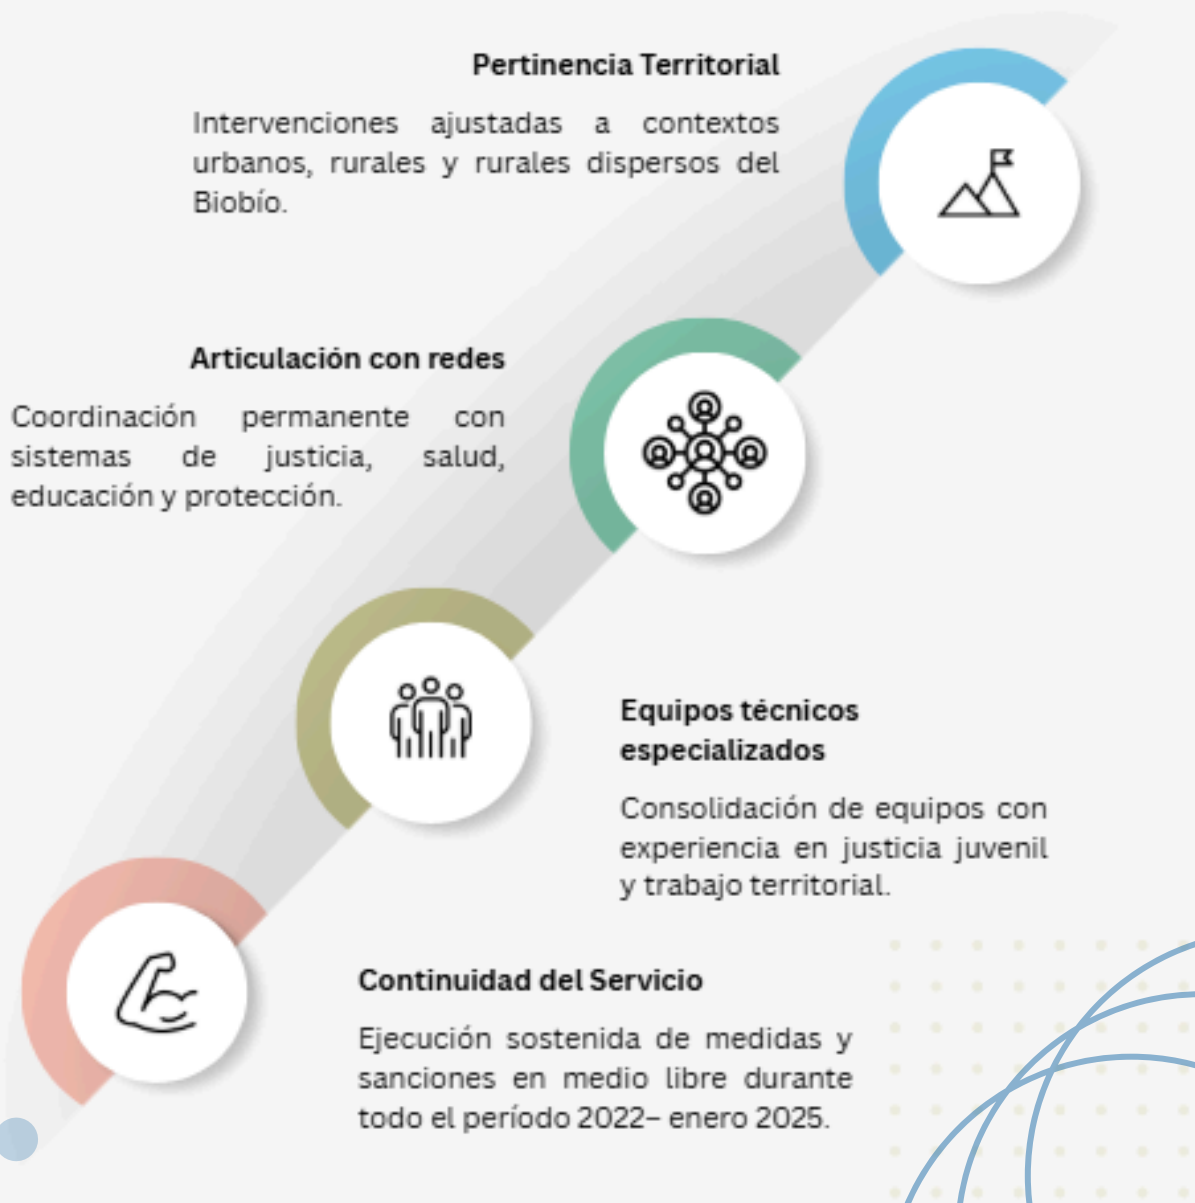 Pertinencia Territorial
Intervenciones ajustadas a contextos
urbanos, rurales y rurales dispersos del
Biobío.
Articulación con redes
Coordinación permanente con
sistemas de justicia, salud,
educación y protección.
Equipos técnicos
especializados
Consolidación de equipos con
experiencia en justicia juvenil
y trabajo territorial.
Continuidad del Servicio
Ejecución sostenida de medidas y
sanciones en medio libre durante
todo el período 2022– enero 2025.